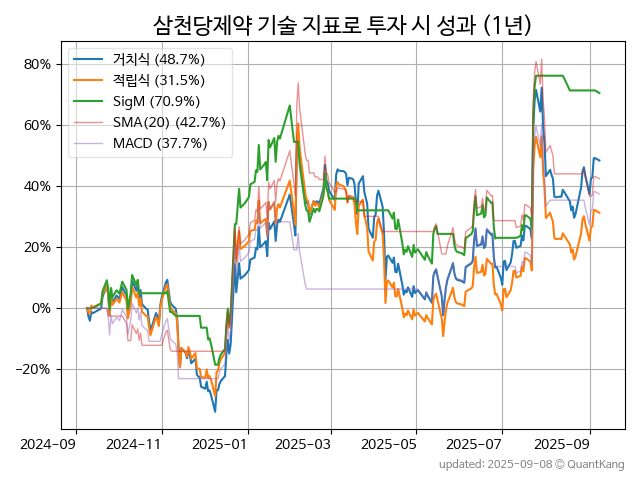 삼천당제약 기술 지표로 투자 시 성과 (1년)
거치식 (48.7%)
적립식 (31.5%)
SigM (70.9%)
SMA(20) (42.7%)
MACD (37.7%)
80%
60%
40%
20%
0%
−20%
2024-09
2024-11
2025-01
2025-03
2025-05
2025-07
2025-09
updated: 2025-09-08 © QuantKang